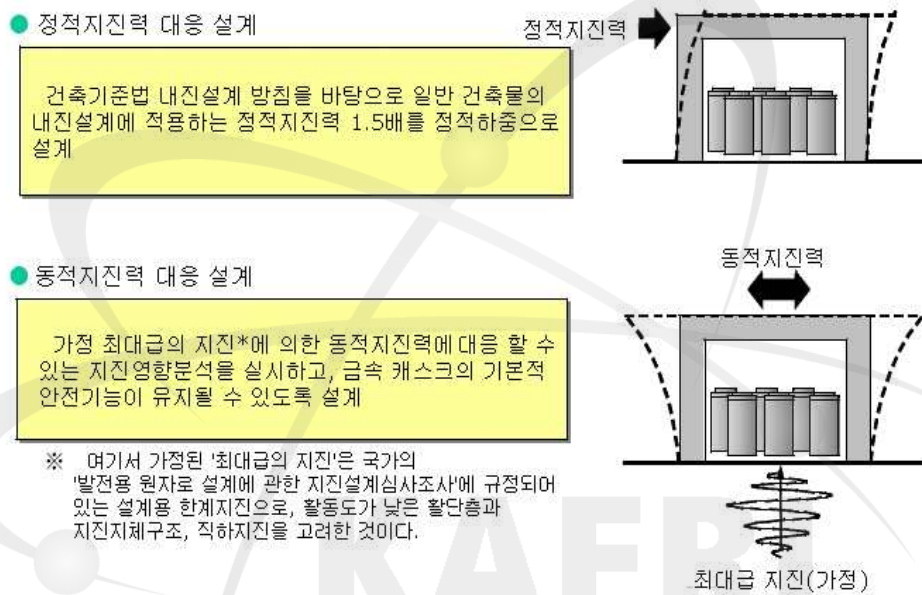 정적지진력 대응 설계
정적지진력
건축기준법 내진설계 방침을 바탕으로 일반 건축물의
내진설계에 적용하는 정적지진력 1.5배를 정적하중으로
설계
동적지진력 대응 설계
동적지진력
가정 최대급의 지진*에 의한 동적지진력에 대응 할 수
있는 지진영향분석을 실시하고, 금속 캐스크의 기본적
안전기능이 유지될 수 있도록 설계
※ 여기서 가정된 '최대급의 지진'은 국가의
'발전용 원자로 설계에 관한 지진설계심사조사'에 규정되어
있는 설계용 한계지진으로, 활동도가 낮은 활단층과
지진지체구조, 직하지진을 고려한 것이다.
최대급 지진(가정)
KAERI